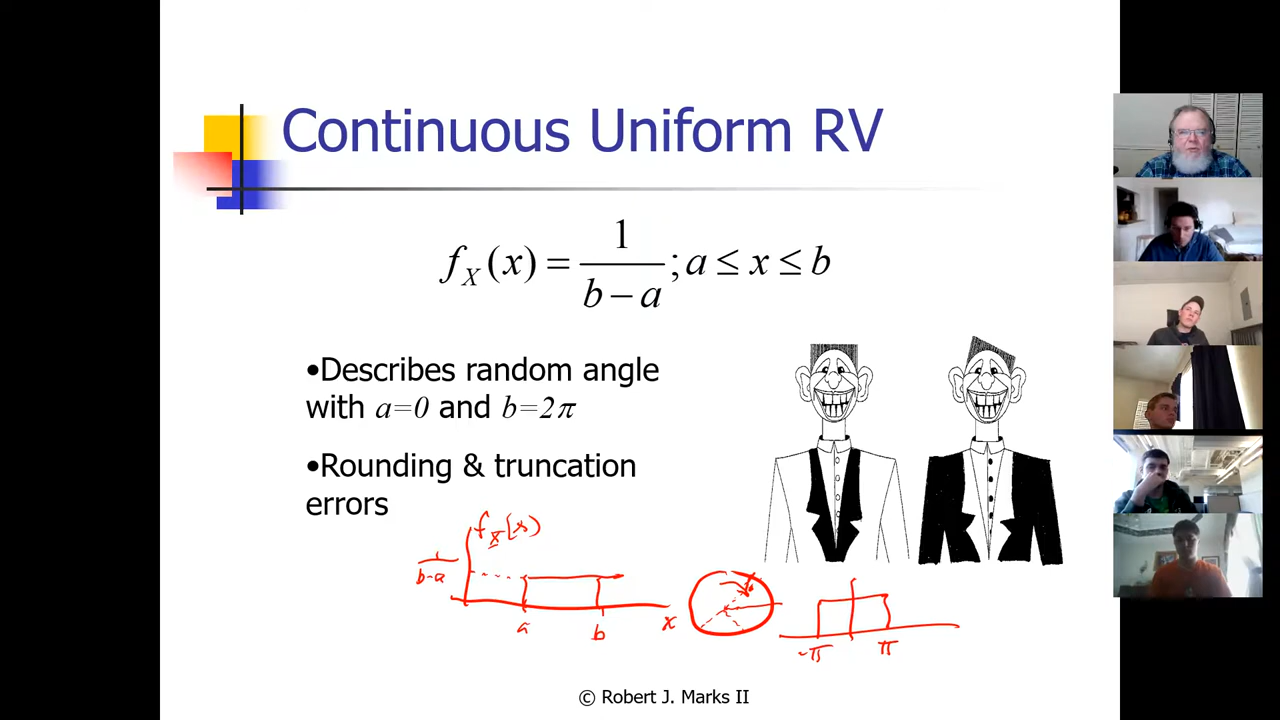 Continuous Uniform RV
f_X(x) = 1/(b−a) ; a ≤ x ≤ b
•Describes random angle
with a=0 and b=2π
•Rounding & truncation
errors
f_X(x)
1/(b-a)
a b x
-π π
© Robert J. Marks II